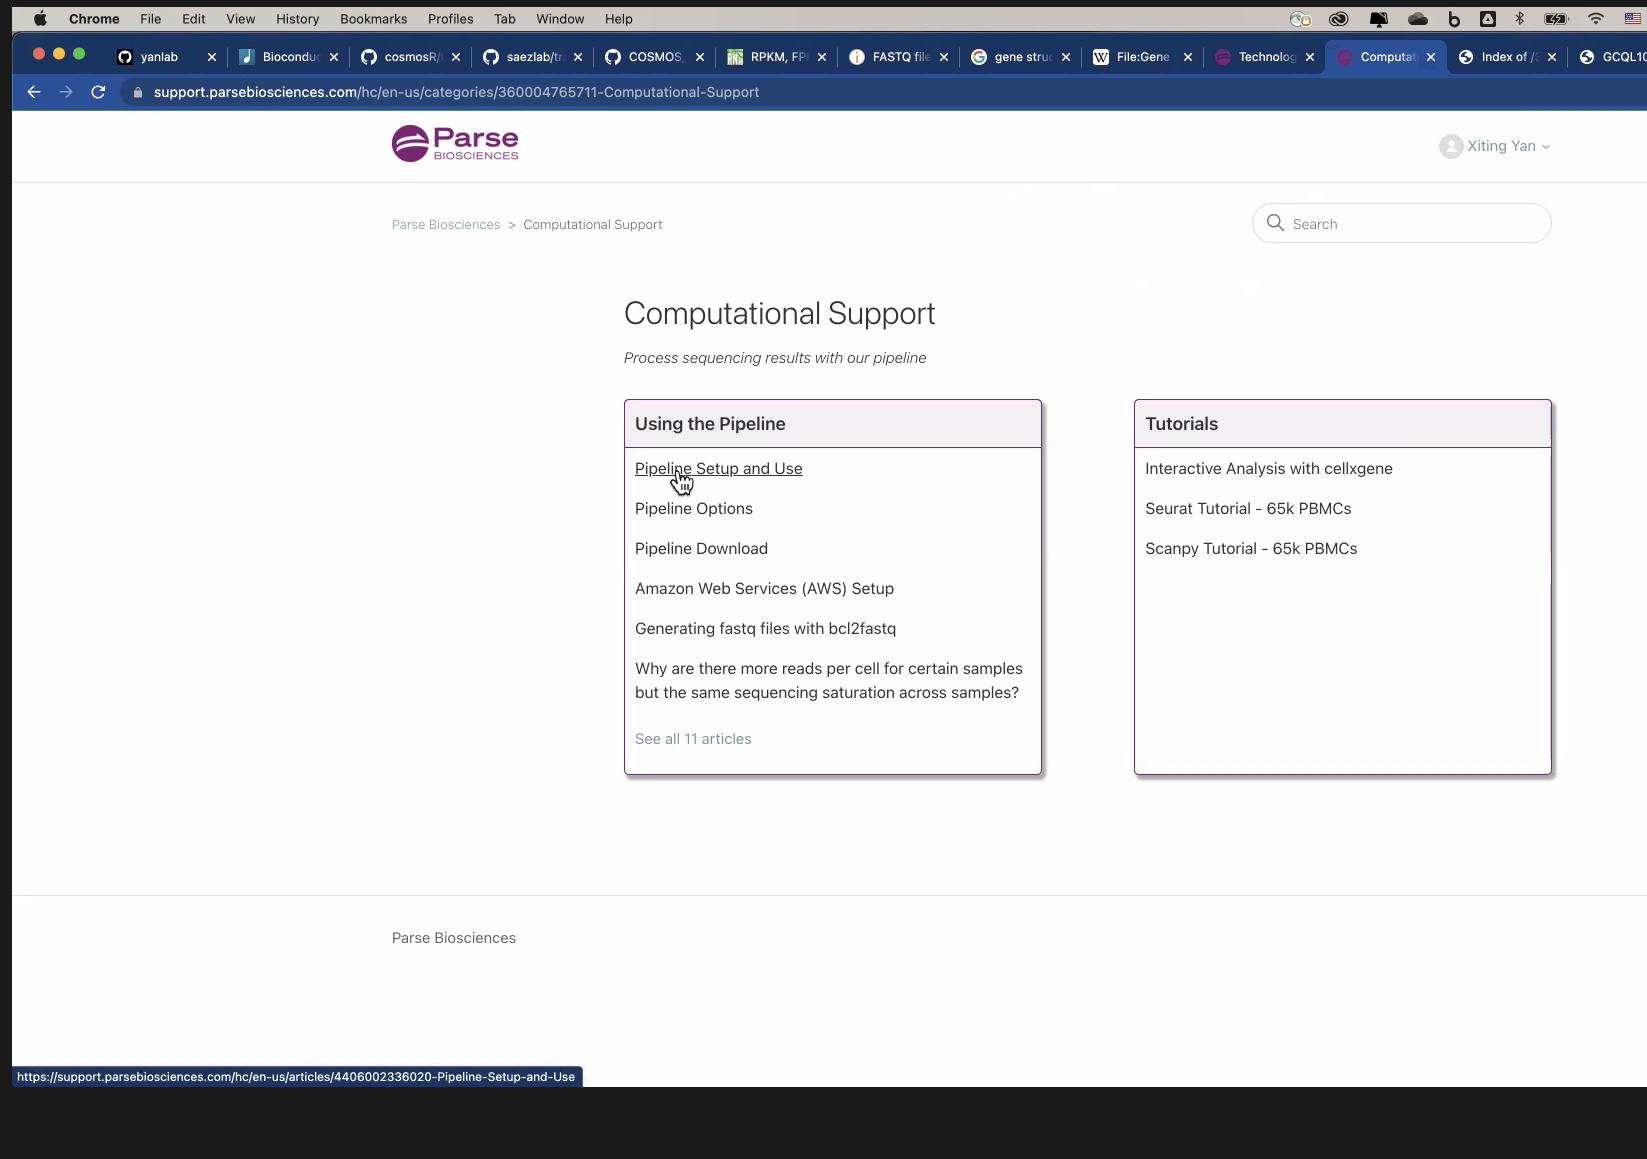 Chrome File Edit View History Bookmarks Profiles Tab Window Help
yanlab Bioconduc cosmosR/ saezlab/tr COSMOS_ RPKM, FP FASTQ file gene struc File:Gene Technolog Computat Index of / GCQL10
support.parsebiosciences.com/hc/en-us/categories/360004765711-Computational-Support
Parse
BIOSCIENCES
Xiting Yan
Parse Biosciences > Computational Support
Search
Computational Support
Process sequencing results with our pipeline
Using the Pipeline
Pipeline Setup and Use
Pipeline Options
Pipeline Download
Amazon Web Services (AWS) Setup
Generating fastq files with bcl2fastq
Why are there more reads per cell for certain samples
but the same sequencing saturation across samples?
See all 11 articles
Tutorials
Interactive Analysis with cellxgene
Seurat Tutorial - 65k PBMCs
Scanpy Tutorial - 65k PBMCs
Parse Biosciences
https://support.parsebiosciences.com/hc/en-us/articles/4406002336020-Pipeline-Setup-and-Use